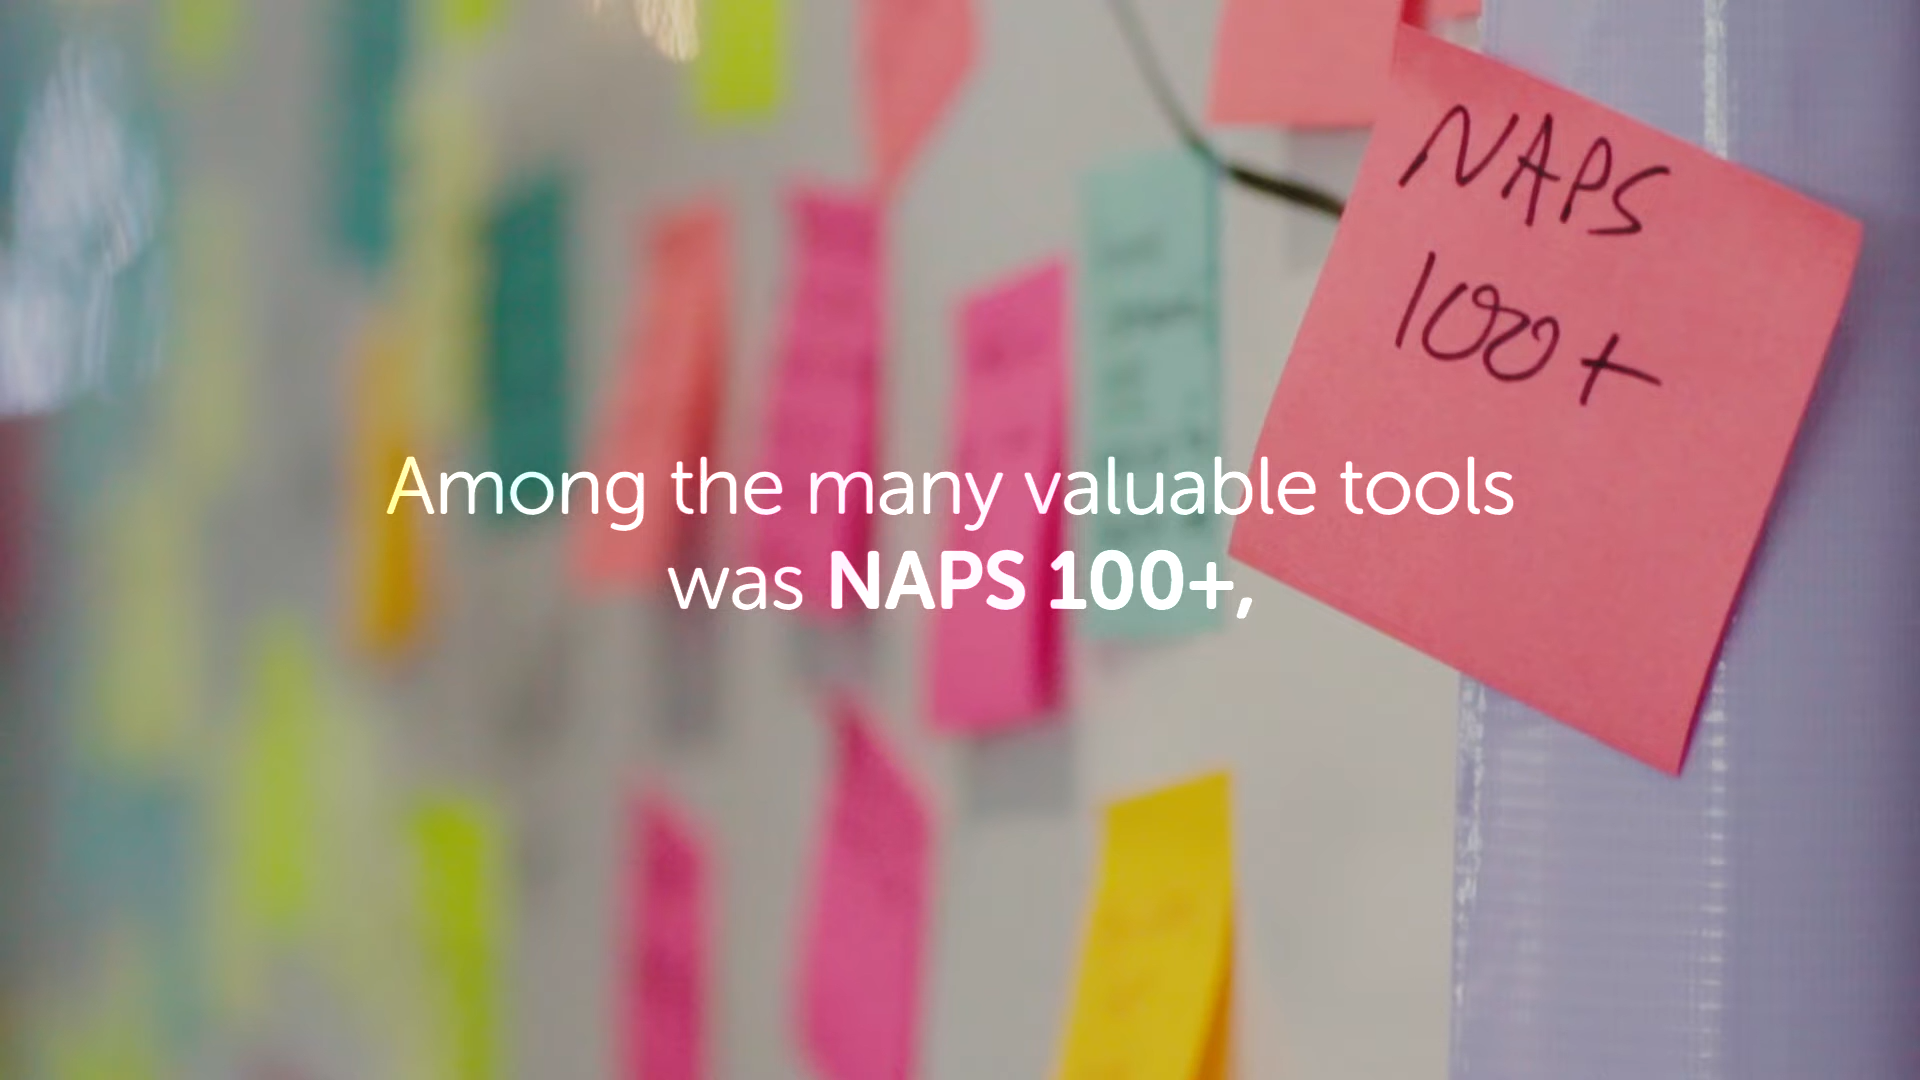 NAPS
100+
Among the many valuable tools
was NAPS 100+,